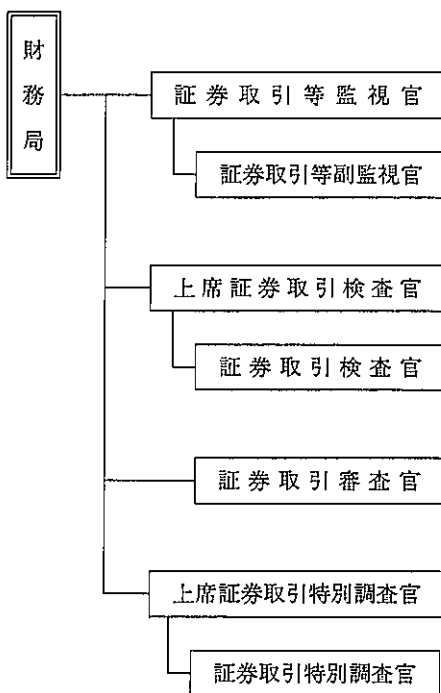 財務局
証券取引等監視官
証券取引等副監視官
上席証券取引検査官
証券取引検査官
証券取引審査官
上席証券取引特別調査官
証券取引特別調査官